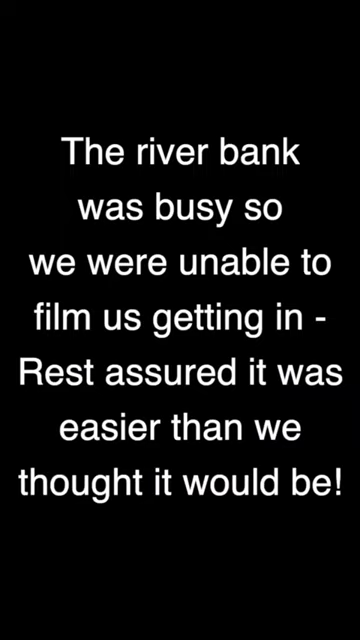 The river bank
was busy so
we were unable to
film us getting in -
Rest assured it was
easier than we
thought it would be!